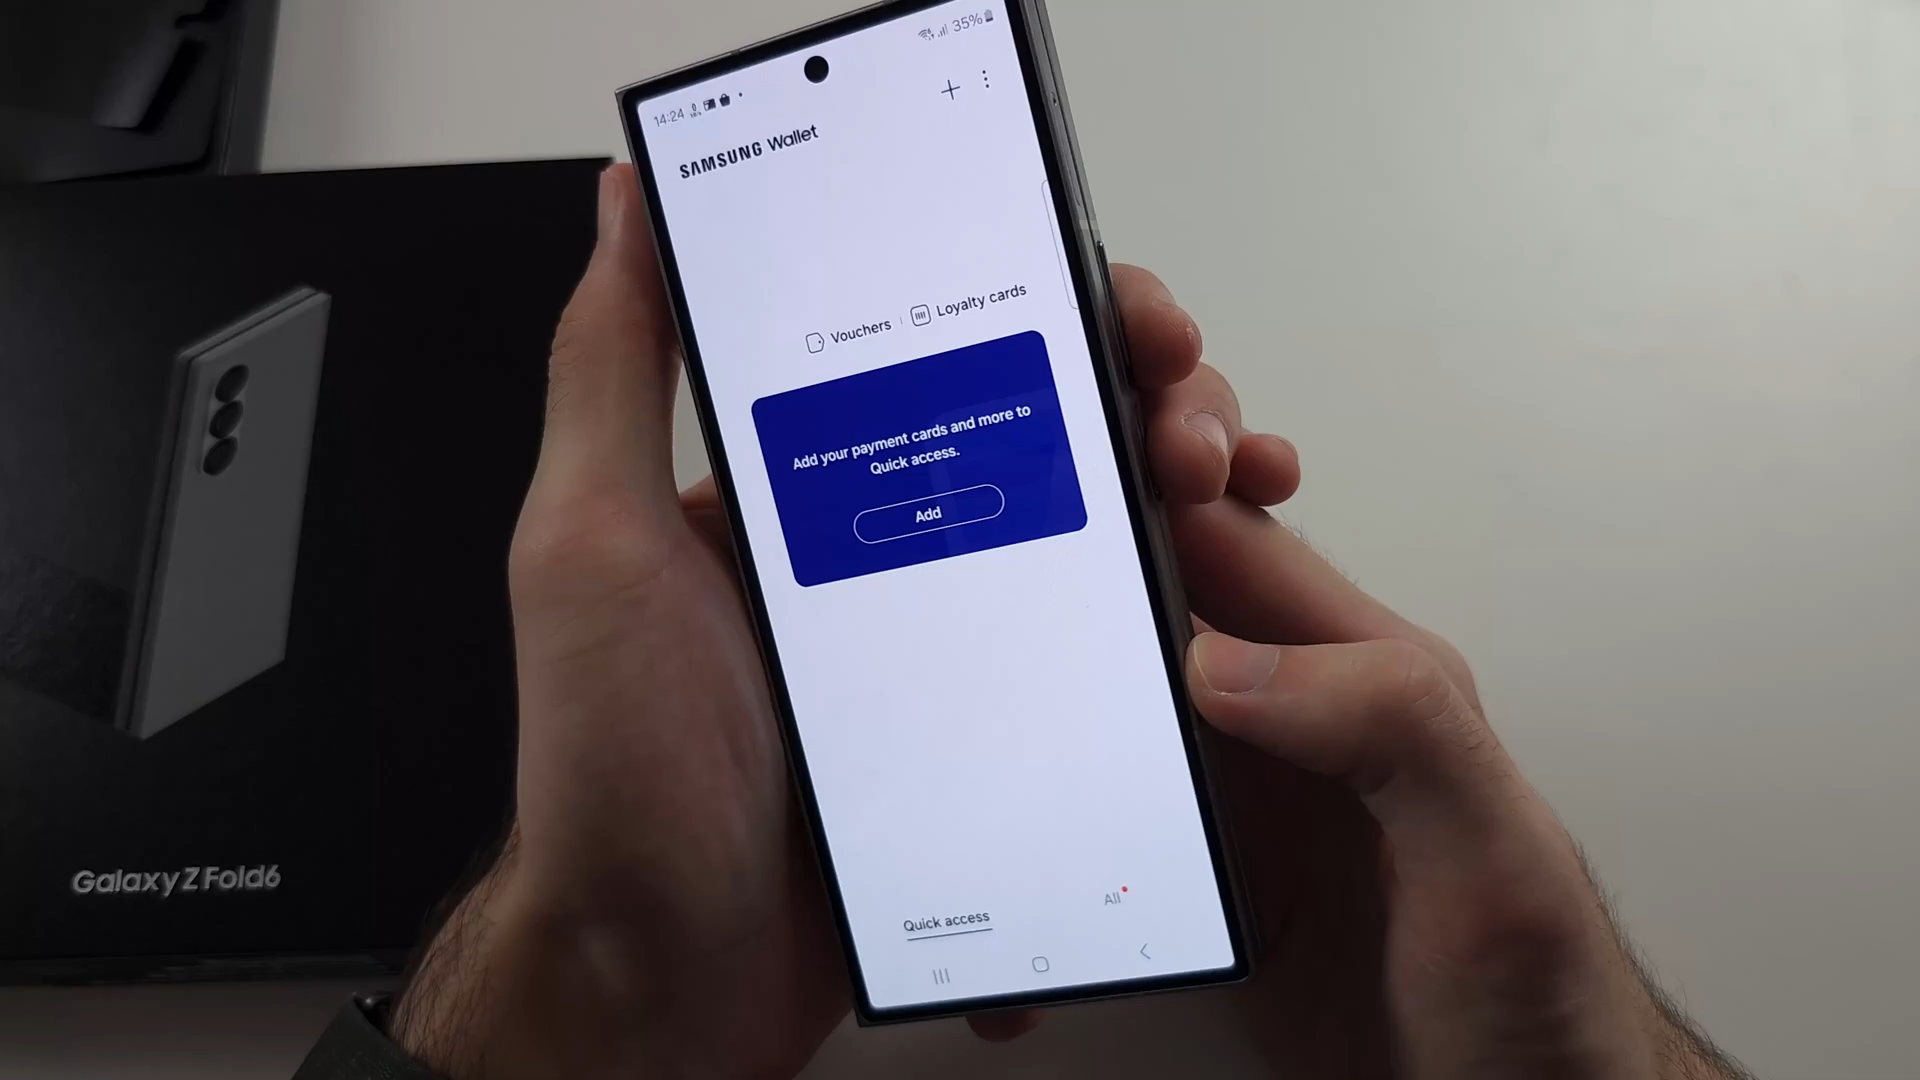 14:24
35%
SAMSUNG Wallet
Vouchers
Loyalty cards
Add your payment cards and more to
Quick access.
Add
Quick access
All
Galaxy Z Fold6